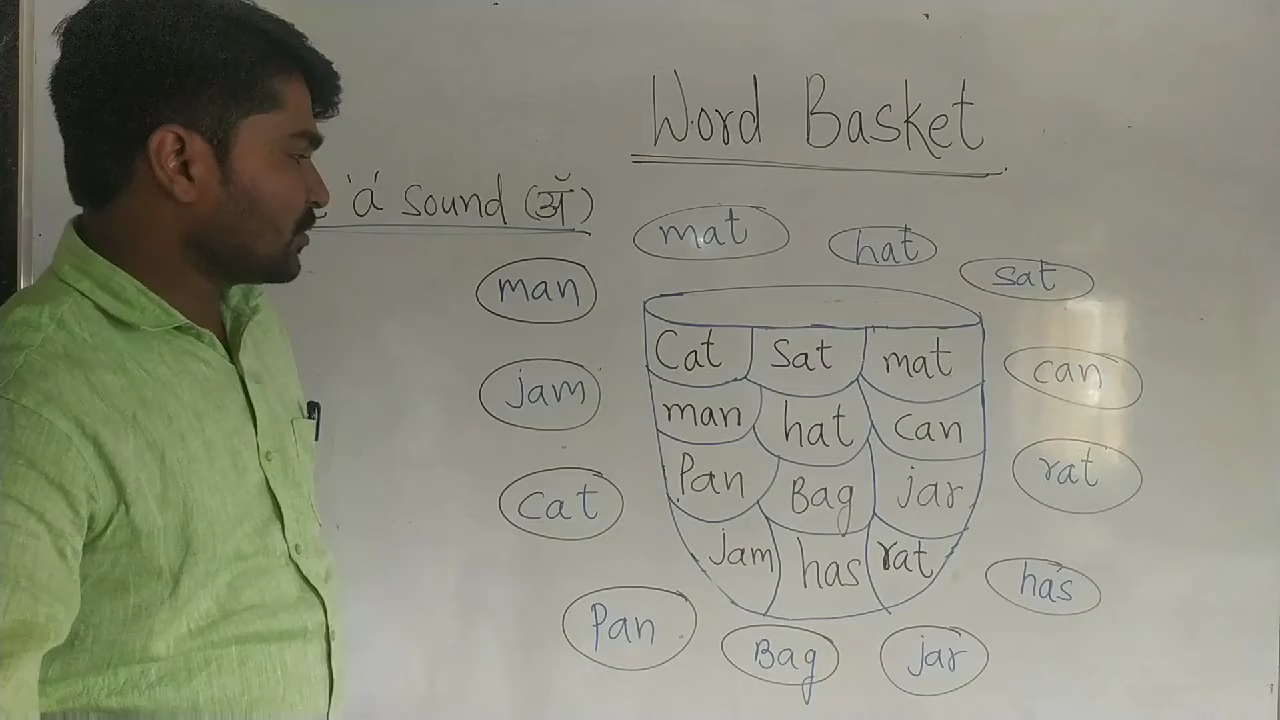 Word Basket
'a' sound (ॲ)
mat
hat
sat
man
can
jam
rat
cat
has
Pan
Bag
jar
Cat Sat mat
man hat can
Pan Bag jar
jam has rat